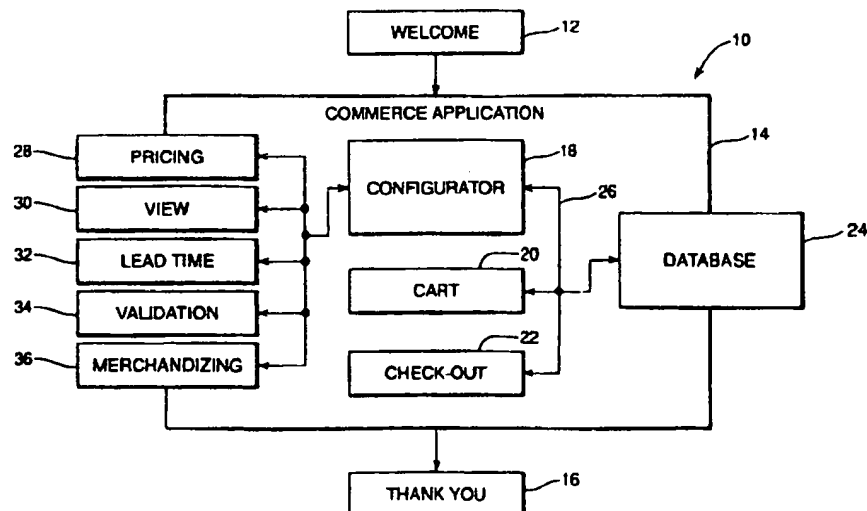 WELCOME
12
10
COMMERCE APPLICATION
14
28
PRICING
18
CONFIGURATOR
30
VIEW
26
24
DATABASE
32
LEAD TIME
20
CART
34
VALIDATION
22
CHECK-OUT
36
MERCHANDIZING
THANK YOU
16